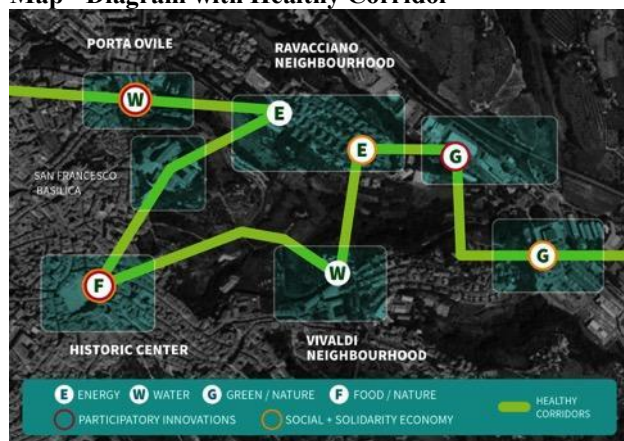 Map - Diagram with Healthy Corridor
PORTA OVILE
RAVACCIANO
NEIGHBOURHOOD
W
E
E
G
SAN FRANCESCO
BASILICA
F
W
G
HISTORIC CENTER
VIVALDI
NEIGHBOURHOOD
E ENERGY W WATER G GREEN / NATURE F FOOD / NATURE
PARTICIPATORY INNOVATIONS SOCIAL + SOLIDARITY ECONOMY
HEALTHY
CORRIDORS